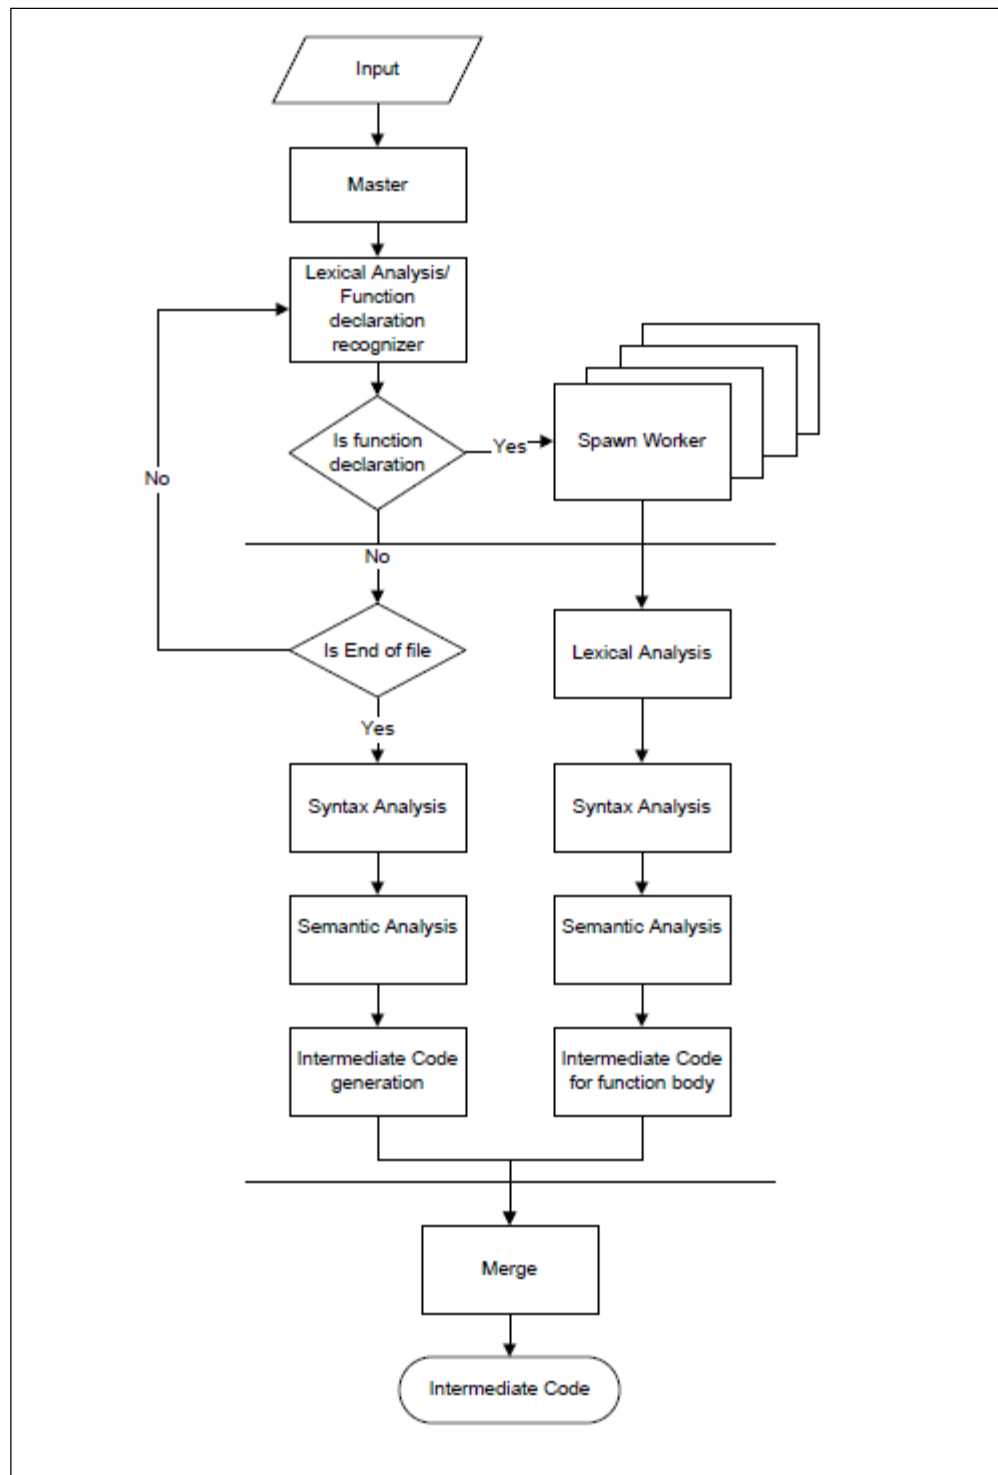 Input
Master
Lexical Analysis/
Function
declaration
recognizer
Is function
declaration
Yes
Spawn Worker
No
No
Is End of file
Lexical Analysis
Yes
Syntax Analysis
Syntax Analysis
Semantic Analysis
Semantic Analysis
Intermediate Code
generation
Intermediate Code
for function body
Merge
Intermediate Code